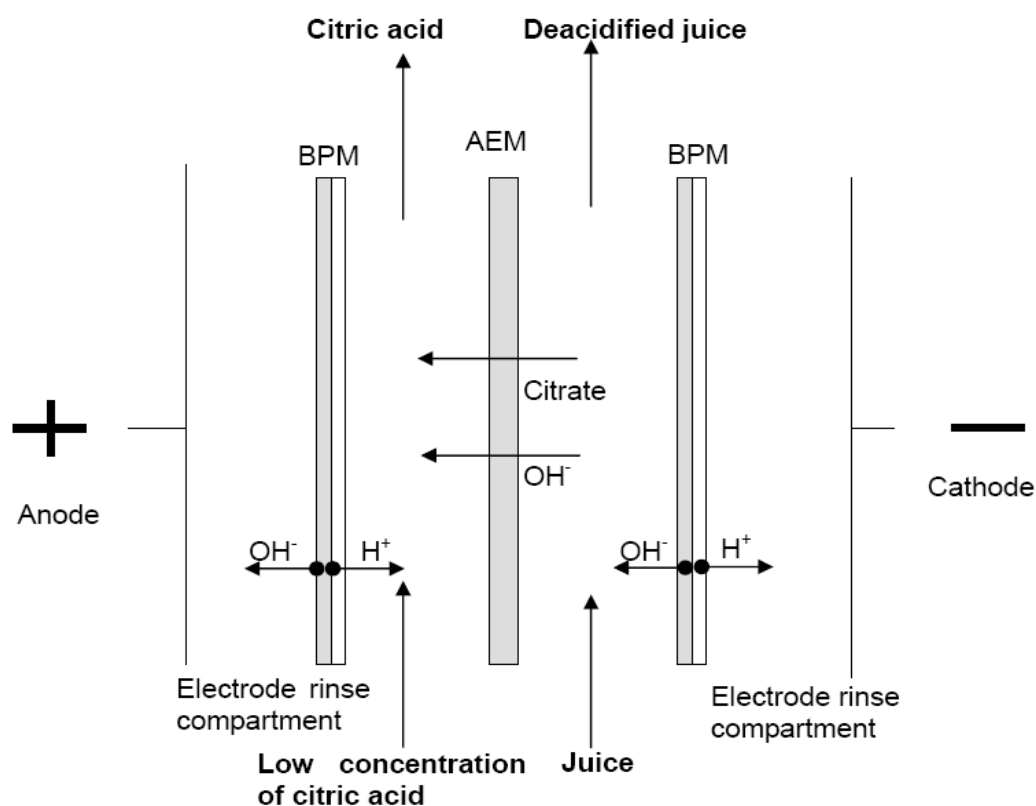 Citric acid
Deacidified juice
BPM
AEM
BPM
Citrate
OH-
+
Anode
−
Cathode
OH-
H+
OH-
H+
Electrode rinse
compartment
Electrode rinse
compartment
Low concentration
of citric acid
Juice